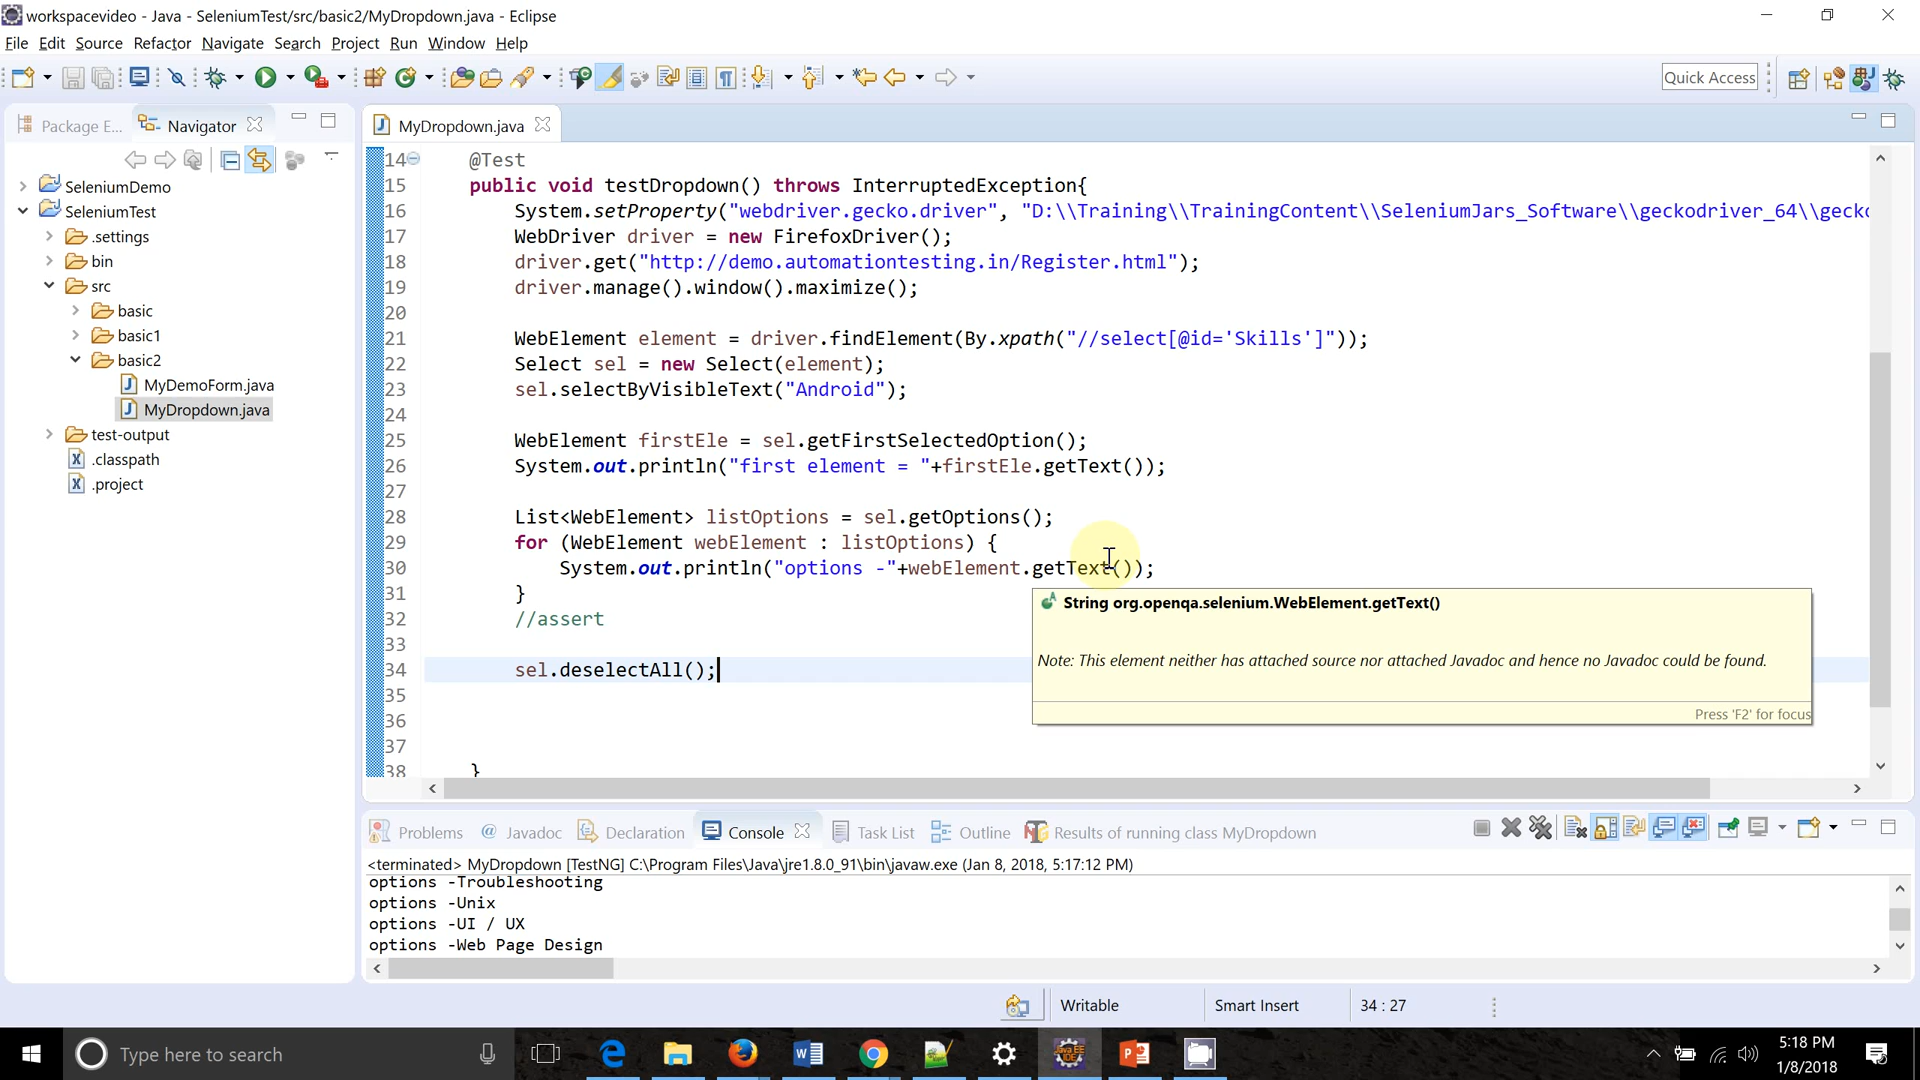 workspacevideo - Java - SeleniumTest/src/basic2/MyDropdown.java - Eclipse
File Edit Source Refactor Navigate Search Project Run Window Help
Quick Access
Package E... Navigator
MyDropdown.java
SeleniumDemo
SeleniumTest
.settings
bin
src
basic
basic1
basic2
MyDemoForm.java
MyDropdown.java
test-output
.classpath
.project
14 @Test
15 public void testDropdown() throws InterruptedException{
16 System.setProperty("webdriver.gecko.driver", "D:\\Training\\TrainingContent\\SeleniumJars_Software\\geckodriver_64\\gecko
17 WebDriver driver = new FirefoxDriver();
18 driver.get("http://demo.automationtesting.in/Register.html");
19 driver.manage().window().maximize();
20
21 WebElement element = driver.findElement(By.xpath("//select[@id='Skills']"));
22 Select sel = new Select(element);
23 sel.selectByVisibleText("Android");
24
25 WebElement firstEle = sel.getFirstSelectedOption();
26 System.out.println("first element = "+firstEle.getText());
27
28 List<WebElement> listOptions = sel.getOptions();
29 for (WebElement webElement : listOptions) {
30 System.out.println("options -"+webElement.getText());
31 }
32 //assert
33
34 sel.deselectAll();
35
36
37
38 }
String org.openqa.selenium.WebElement.getText()
Note: This element neither has attached source nor attached Javadoc and hence no Javadoc could be found.
Press 'F2' for focus
Problems @ Javadoc Declaration Console Task List Outline Results of running class MyDropdown
<terminated> MyDropdown [TestNG] C:\Program Files\Java\jre1.8.0_91\bin\javaw.exe (Jan 8, 2018, 5:17:12 PM)
options -Troubleshooting
options -Unix
options -UI / UX
options -Web Page Design
Writable Smart Insert 34 : 27
Type here to search
5:18 PM
1/8/2018